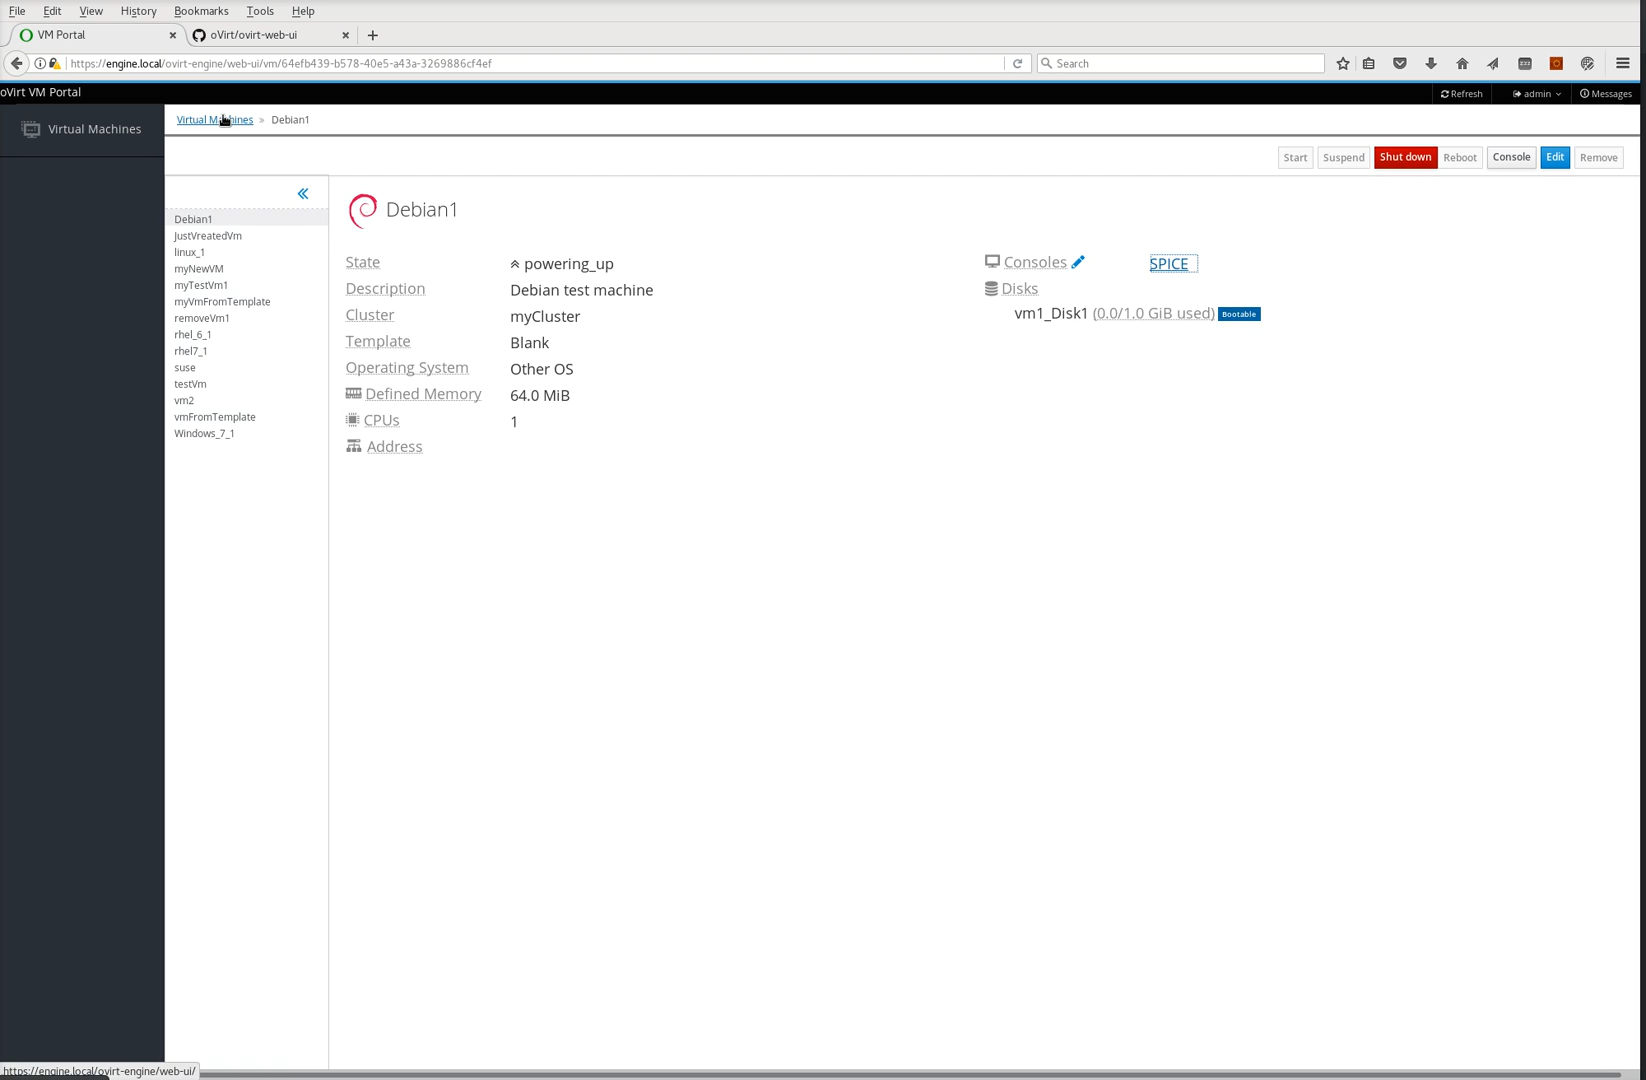 File Edit View History Bookmarks Tools Help
VM Portal oVirt/ovirt-web-ui
https://engine.local/ovirt-engine/web-ui/vm/64efb439-b578-40e5-a43a-3269886cf4ef Search
oVirt VM Portal Refresh admin Messages
Virtual Machines
Virtual Machines » Debian1
Start Suspend Shut down Reboot Console Edit Remove
Debian1
JustVreatedVm
linux_1
myNewVM
myTestVm1
myVmFromTemplate
removeVm1
rhel_6_1
rhel7_1
suse
testVm
vm2
vmFromTemplate
Windows_7_1
Debian1
State powering_up
Description Debian test machine
Cluster myCluster
Template Blank
Operating System Other OS
Defined Memory 64.0 MiB
CPUs 1
Address
Consoles SPICE
Disks
vm1_Disk1 (0.0/1.0 GiB used) Bootable
https://engine.local/ovirt-engine/web-ui/